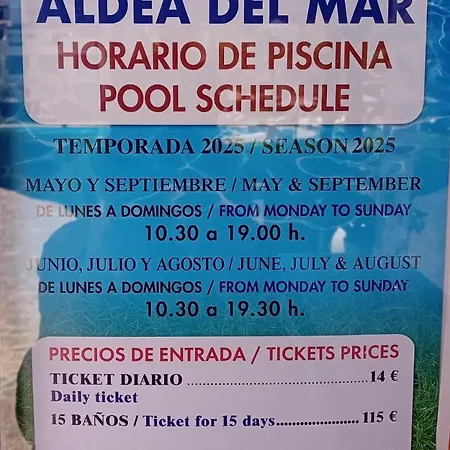 ALDEA DEL MAR
HORARIO DE PISCINA
POOL SCHEDULE
TEMPORADA 2025 / SEASON 2025
MAYO Y SEPTIEMBRE / MAY & SEPTEMBER
DE LUNES A DOMINGOS / FROM MONDAY TO SUNDAY
10.30 a 19.00 h.
JUNIO, JULIO Y AGOSTO / JUNE, JULY & AUGUST
DE LUNES A DOMINGOS / FROM MONDAY TO SUNDAY
10.30 a 19.30 h.
PRECIOS DE ENTRADA / TICKETS PRICES
TICKET DIARIO ........................................ 14 €
Daily ticket
15 BAÑOS / Ticket for 15 days..................... 115 €